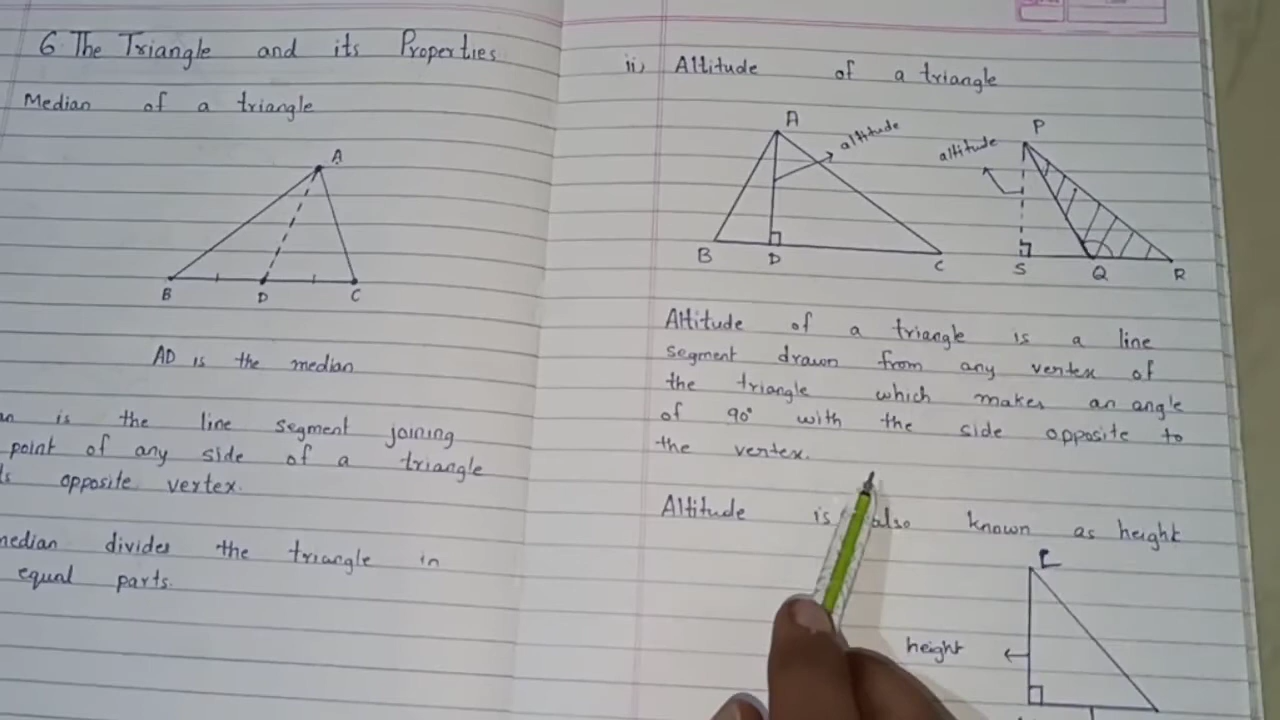 6 The Triangle and its Properties
Median of a triangle
A
B D C
AD is the median
is the line segment joining
point of any side of a triangle
opposite vertex.
median divides the triangle in
equal parts.
ii) Altitude of a triangle
A
altitude
B D C
P
altitude
S Q R
Altitude of a triangle is a line
segment drawn from any vertex of
the triangle which makes an angle
of 90° with the side opposite to
the vertex.
Altitude is also known as height
height